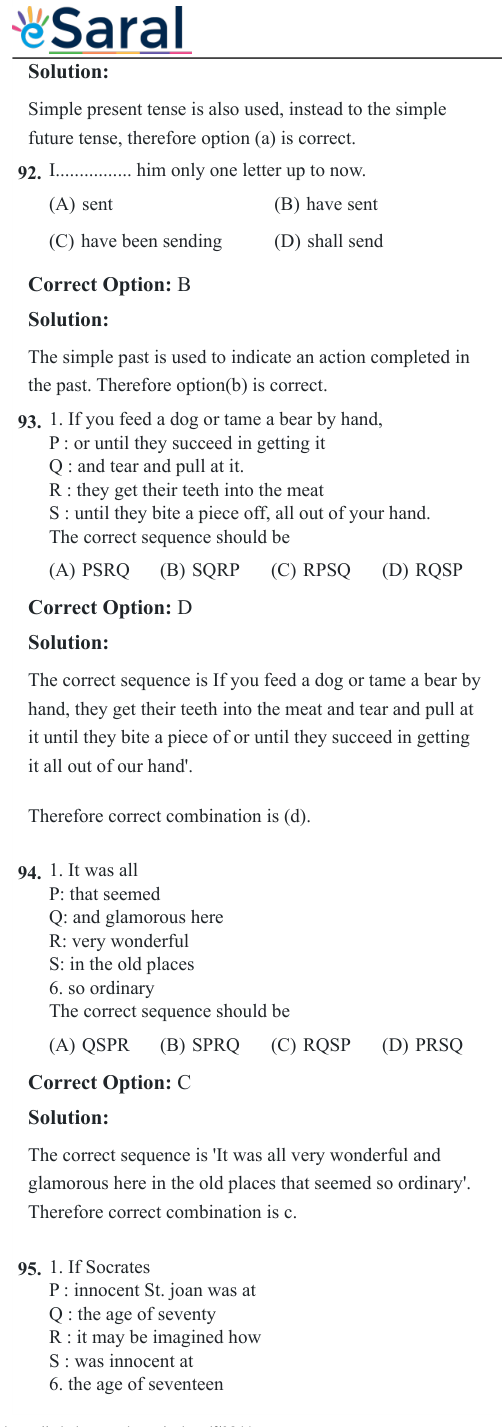 eSaral
Solution:
Simple present tense is also used, instead to the simple
future tense, therefore option (a) is correct.
92. I................ him only one letter up to now.
(A) sent (B) have sent
(C) have been sending (D) shall send
Correct Option: B
Solution:
The simple past is used to indicate an action completed in
the past. Therefore option(b) is correct.
93. 1. If you feed a dog or tame a bear by hand,
P : or until they succeed in getting it
Q : and tear and pull at it.
R : they get their teeth into the meat
S : until they bite a piece off, all out of your hand.
The correct sequence should be
(A) PSRQ (B) SQRP (C) RPSQ (D) RQSP
Correct Option: D
Solution:
The correct sequence is If you feed a dog or tame a bear by
hand, they get their teeth into the meat and tear and pull at
it until they bite a piece of or until they succeed in getting
it all out of our hand'.
Therefore correct combination is (d).
94. 1. It was all
P: that seemed
Q: and glamorous here
R: very wonderful
S: in the old places
6. so ordinary
The correct sequence should be
(A) QSPR (B) SPRQ (C) RQSP (D) PRSQ
Correct Option: C
Solution:
The correct sequence is 'It was all very wonderful and
glamorous here in the old places that seemed so ordinary'.
Therefore correct combination is c.
95. 1. If Socrates
P : innocent St. joan was at
Q : the age of seventy
R : it may be imagined how
S : was innocent at
6. the age of seventeen